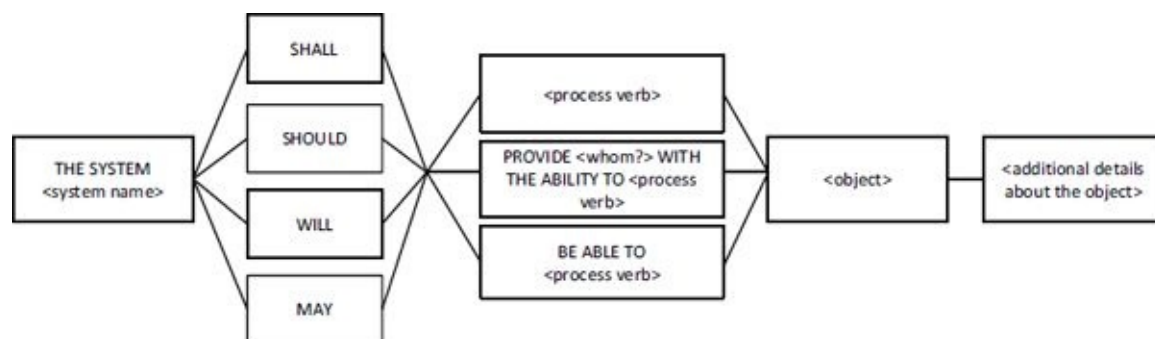 THE SYSTEM
<system name>
SHALL
SHOULD
WILL
MAY
<process verb>
PROVIDE <whom?> WITH
THE ABILITY TO <process
verb>
BE ABLE TO
<process verb>
<object>
<additional details
about the object>